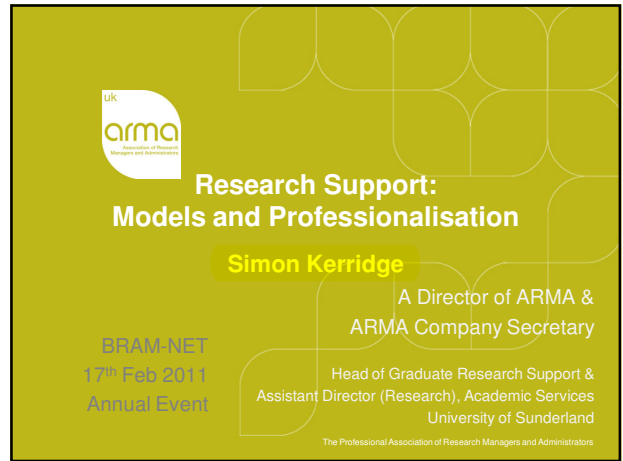 uk
arma
Association of Research
Managers and Administrators
Research Support:
Models and Professionalisation
Simon Kerridge
A Director of ARMA &
ARMA Company Secretary
BRAM-NET
17th Feb 2011
Annual Event
Head of Graduate Research Support &
Assistant Director (Research), Academic Services
University of Sunderland
The Professional Association of Research Managers and Administrators